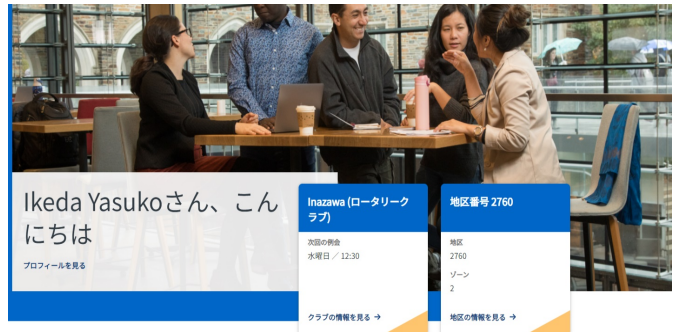 Ikeda Yasukoさん、こん
にちは
プロフィールを見る
Inazawa (ロータリーク
ラブ)
次回の例会
水曜日 ／ 12:30
クラブの情報を見る →
地区番号 2760
地区
2760
ゾーン
2
地区の情報を見る →